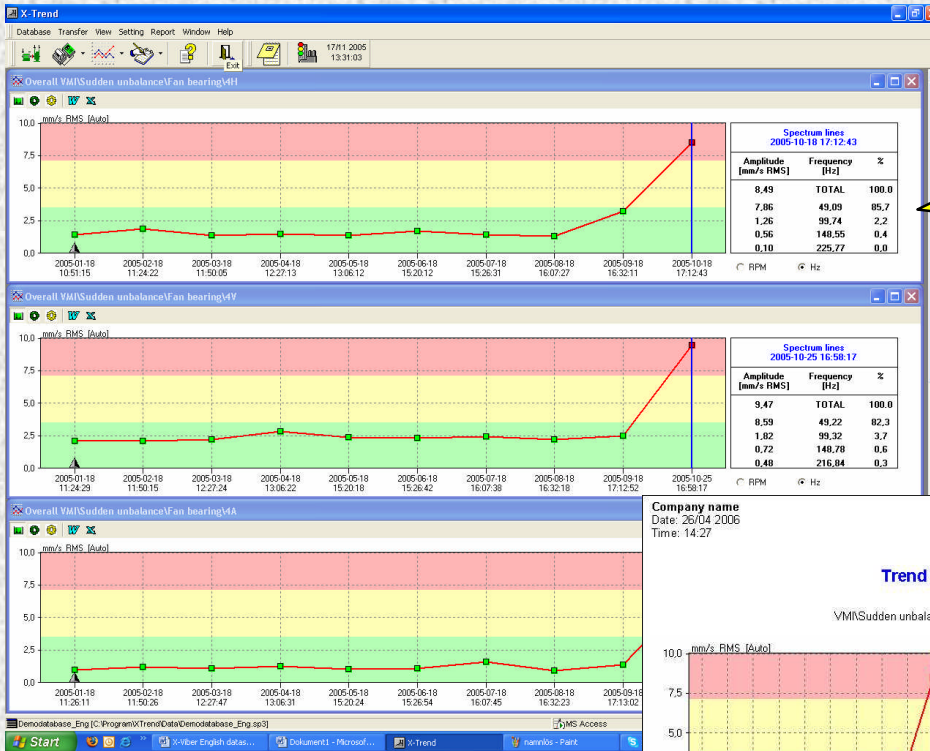 X-Trend
Database Transfer View Setting Report Window Help
17/11 2005
13:31:03
Exit
Overall VMI\Sudden unbalance\Fan bearing\4H
W X
mm/s RMS [Auto]
10,0
7,5
5,0
2,5
0,0
2005-01-18 2005-02-18 2005-03-18 2005-04-18 2005-05-18 2005-06-18 2005-07-18 2005-08-18 2005-09-18 2005-10-18
10:51:15 11:24:22 11:50:05 12:27:13 13:06:12 15:20:12 15:26:31 16:07:27 16:32:11 17:12:43
Spectrum lines
2005-10-18 17:12:43
Amplitude Frequency %
[mm/s RMS] [Hz]
8,49 TOTAL 100.0
7,86 49,09 85,7
1,26 99,74 2,2
0,56 148,55 0,4
0,10 225,77 0,0
RPM Hz
Overall VMI\Sudden unbalance\Fan bearing\4V
W X
mm/s RMS [Auto]
10,0
7,5
5,0
2,5
0,0
2005-01-18 2005-02-18 2005-03-18 2005-04-18 2005-05-18 2005-06-18 2005-07-18 2005-08-18 2005-09-18 2005-10-25
11:24:29 11:50:15 12:27:24 13:06:22 15:20:18 15:26:42 16:07:38 16:32:18 17:12:52 16:58:17
Spectrum lines
2005-10-25 16:58:17
Amplitude Frequency %
[mm/s RMS] [Hz]
9,47 TOTAL 100.0
8,59 49,22 82,3
1,82 99,32 3,7
0,72 148,78 0,6
0,48 216,84 0,3
RPM Hz
Overall VMI\Sudden unbalance\Fan bearing\4A
W X
mm/s RMS [Auto]
10,0
7,5
5,0
2,5
0,0
2005-01-18 2005-02-18 2005-03-18 2005-04-18 2005-05-18 2005-06-18 2005-07-18 2005-08-18 2005-09-18
11:26:11 11:50:26 12:27:47 13:06:31 15:20:24 15:26:54 16:07:45 16:32:23 17:13:02
Company name
Date: 26/04 2006
Time: 14:27
Trend
VMI\Sudden unbala
mm/s RMS [Auto]
10,0
7,5
5,0
Demodatabase_Eng [C:\Program\XTrend\Data\Demodatabase_Eng.sp3] MS Access
Start X-Viber English datas... Dokument1 - Microsof... X-Trend namnlös - Paint